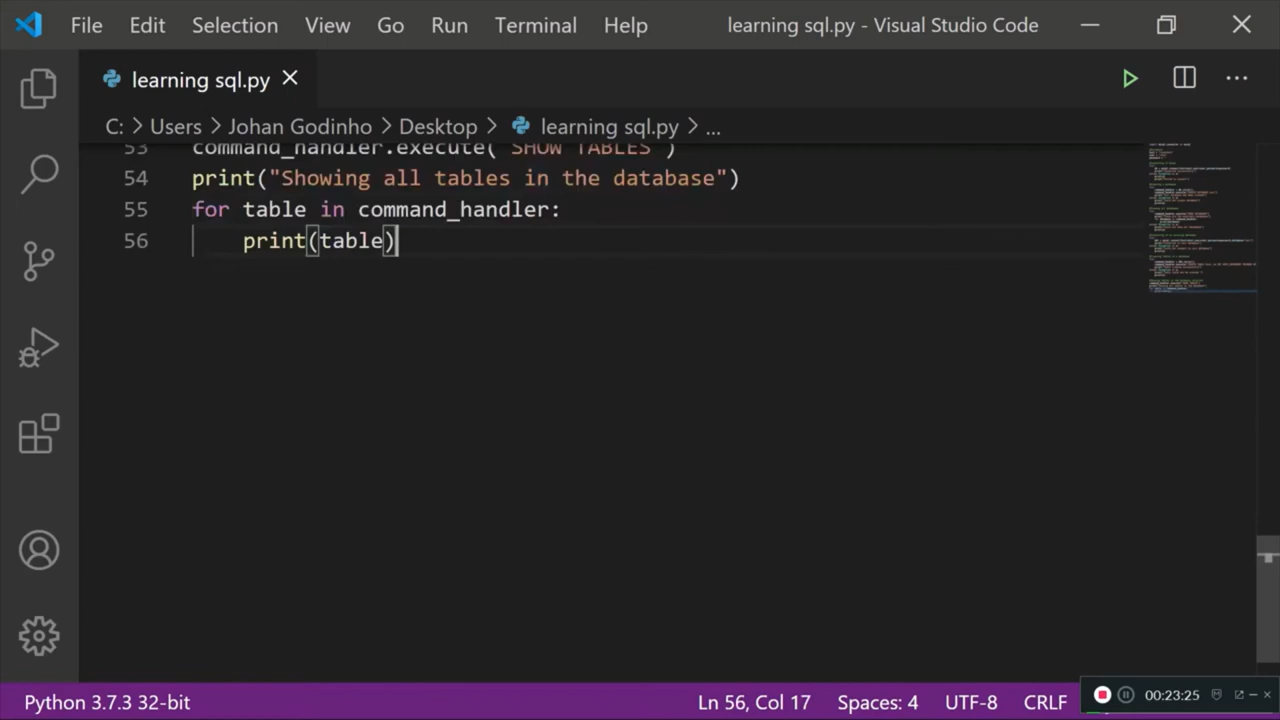 File Edit Selection View Go Run Terminal Help learning sql.py - Visual Studio Code
learning sql.py
C: > Users > Johan Godinho > Desktop > learning sql.py > ...
53 command_handler.execute("SHOW TABLES")
54 print("Showing all tables in the database")
55 for table in command_handler:
56 print(table)
Python 3.7.3 32-bit Ln 56, Col 17 Spaces: 4 UTF-8 CRLF 00:23:25